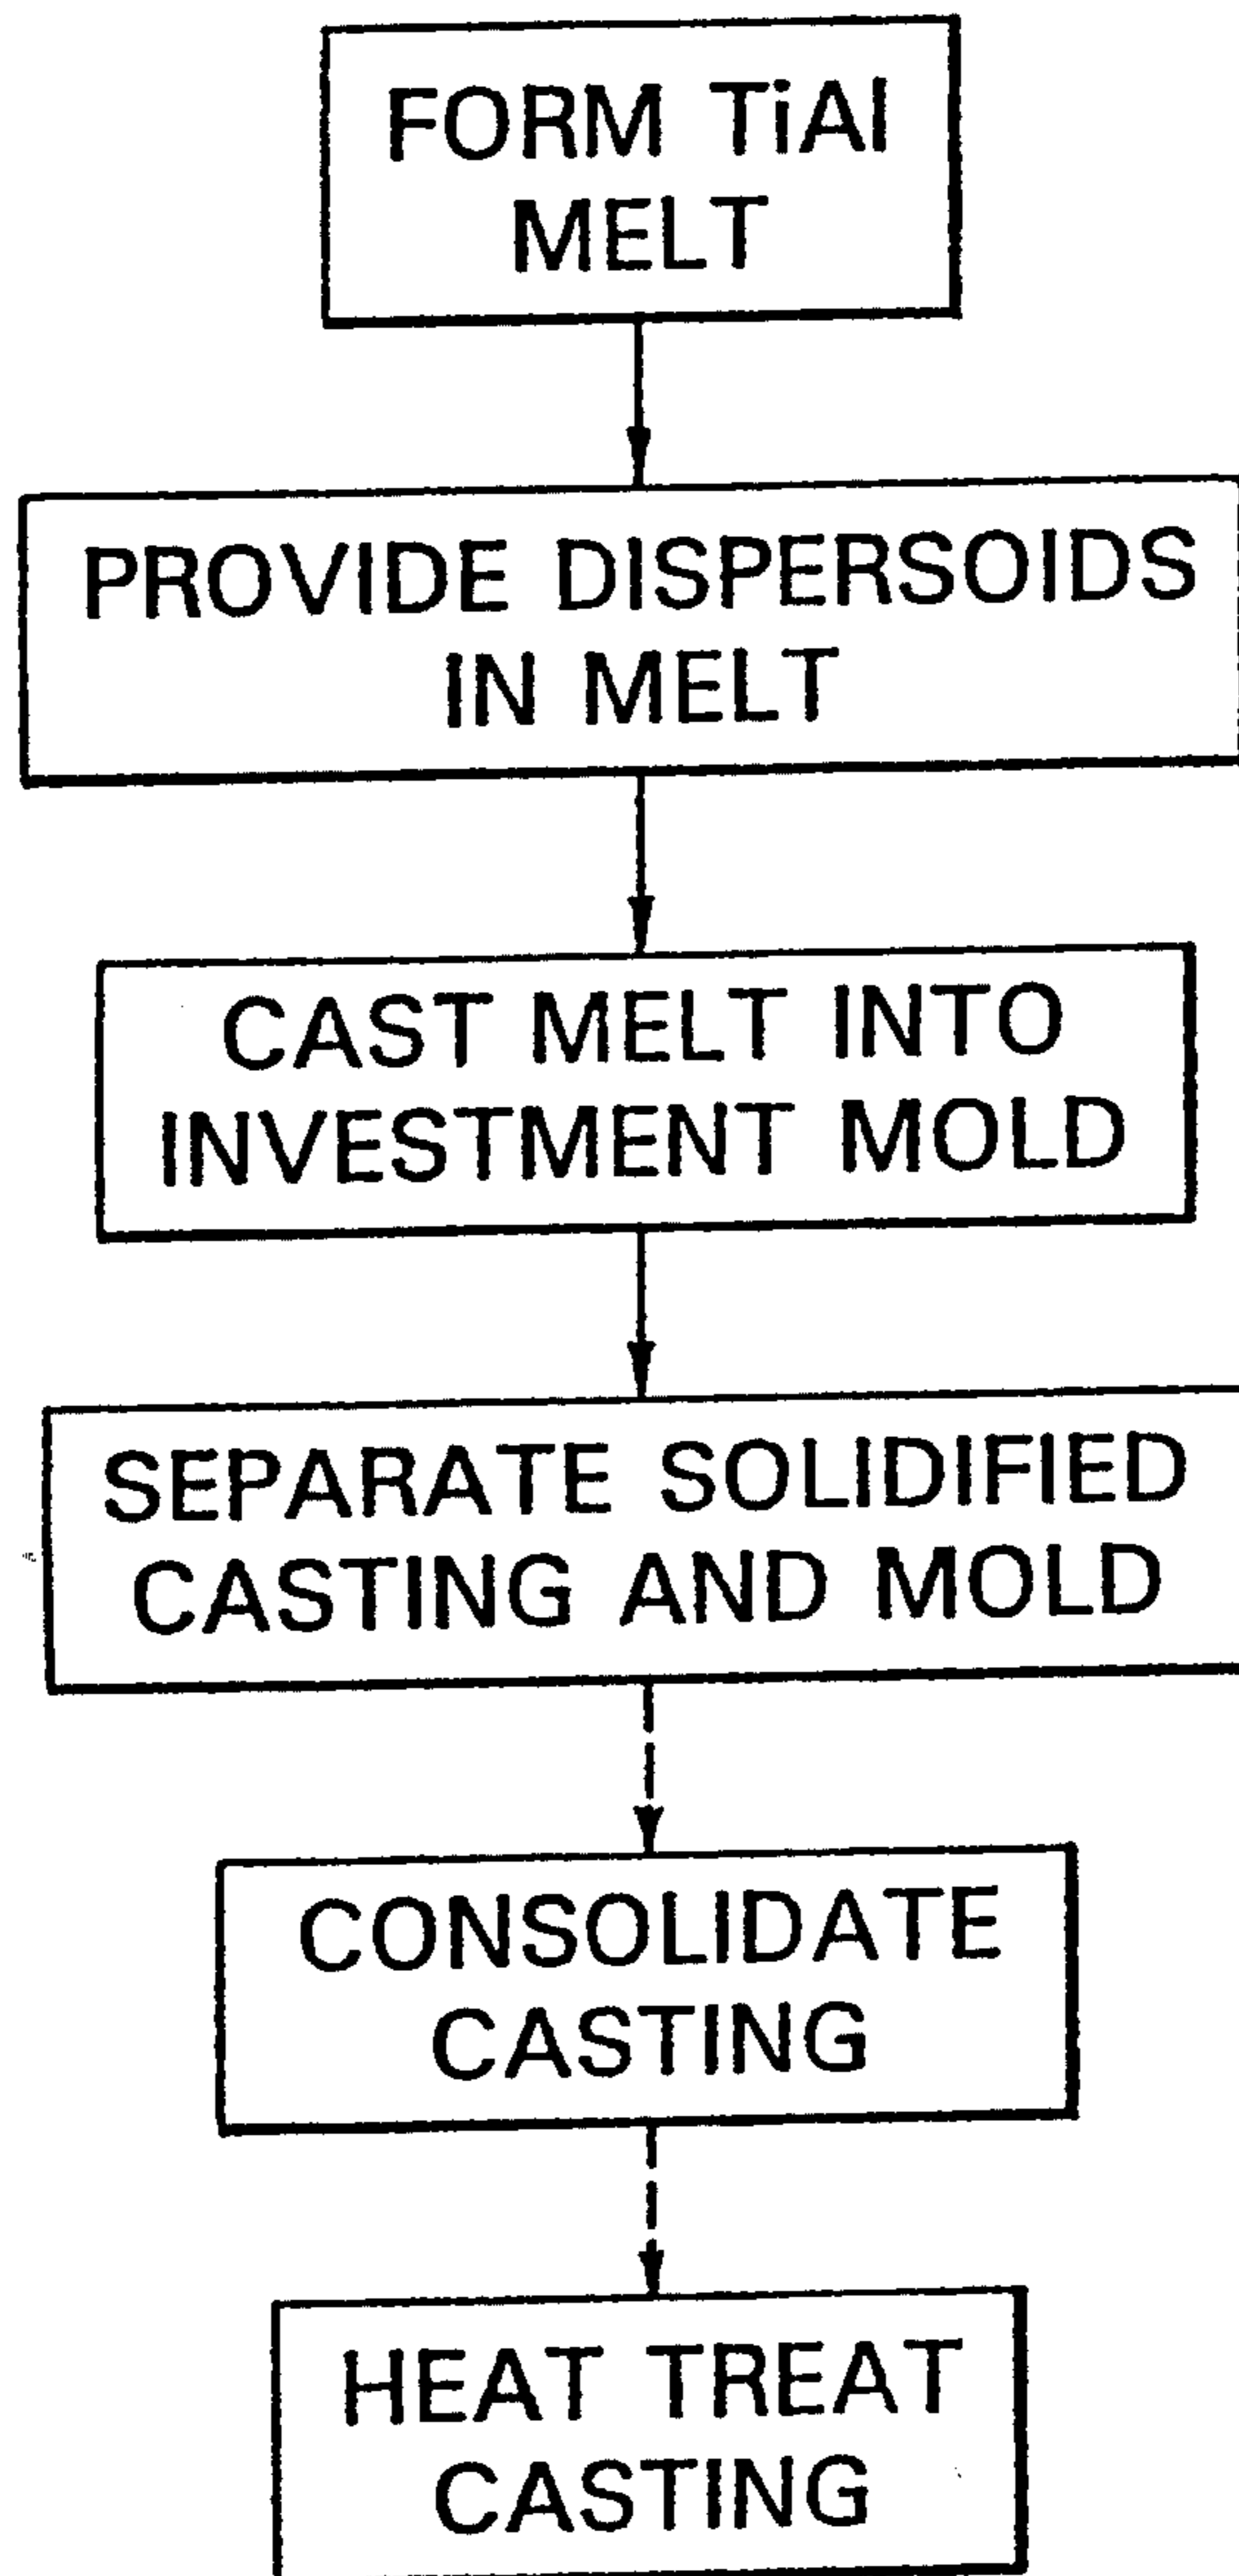 FORM TiAl
MELT
PROVIDE DISPERSOIDS
IN MELT
CAST MELT INTO
INVESTMENT MOLD
SEPARATE SOLIDIFIED
CASTING AND MOLD
CONSOLIDATE
CASTING
HEAT TREAT
CASTING